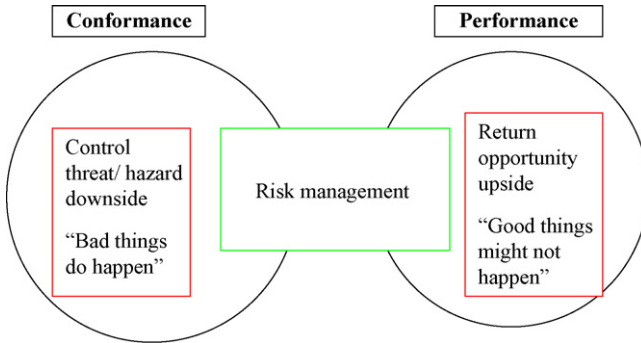 Conformance
Performance
Control
threat/ hazard
downside
“Bad things
do happen”
Risk management
Return
opportunity
upside
“Good things
might not
happen”